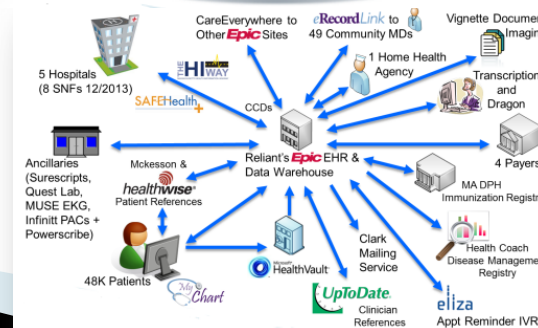 CareEverywhere to
Other Epic Sites
eRecordLink to
49 Community MDs
Vignette Document
Imagin
5 Hospitals
(8 SNFs 12/2013)
THE HIWAY
SAFEHealth
CCDs
1 Home Health
Agency
Transcription
and
Dragon
Ancillaries
(Surescripts,
Quest Lab,
MUSE EKG,
Infinitt PACs +
Powerscribe)
Mckesson &
healthwise
Patient References
Reliant's Epic EHR &
Data Warehouse
4 Payers
MA DPH
Immunization Registr
48K Patients
My Chart
HealthVault
Clark
Mailing
Service
Health Coach
Disease Manageme
Registry
UpToDate
Clinician
References
eliza
Appt Reminder IVR